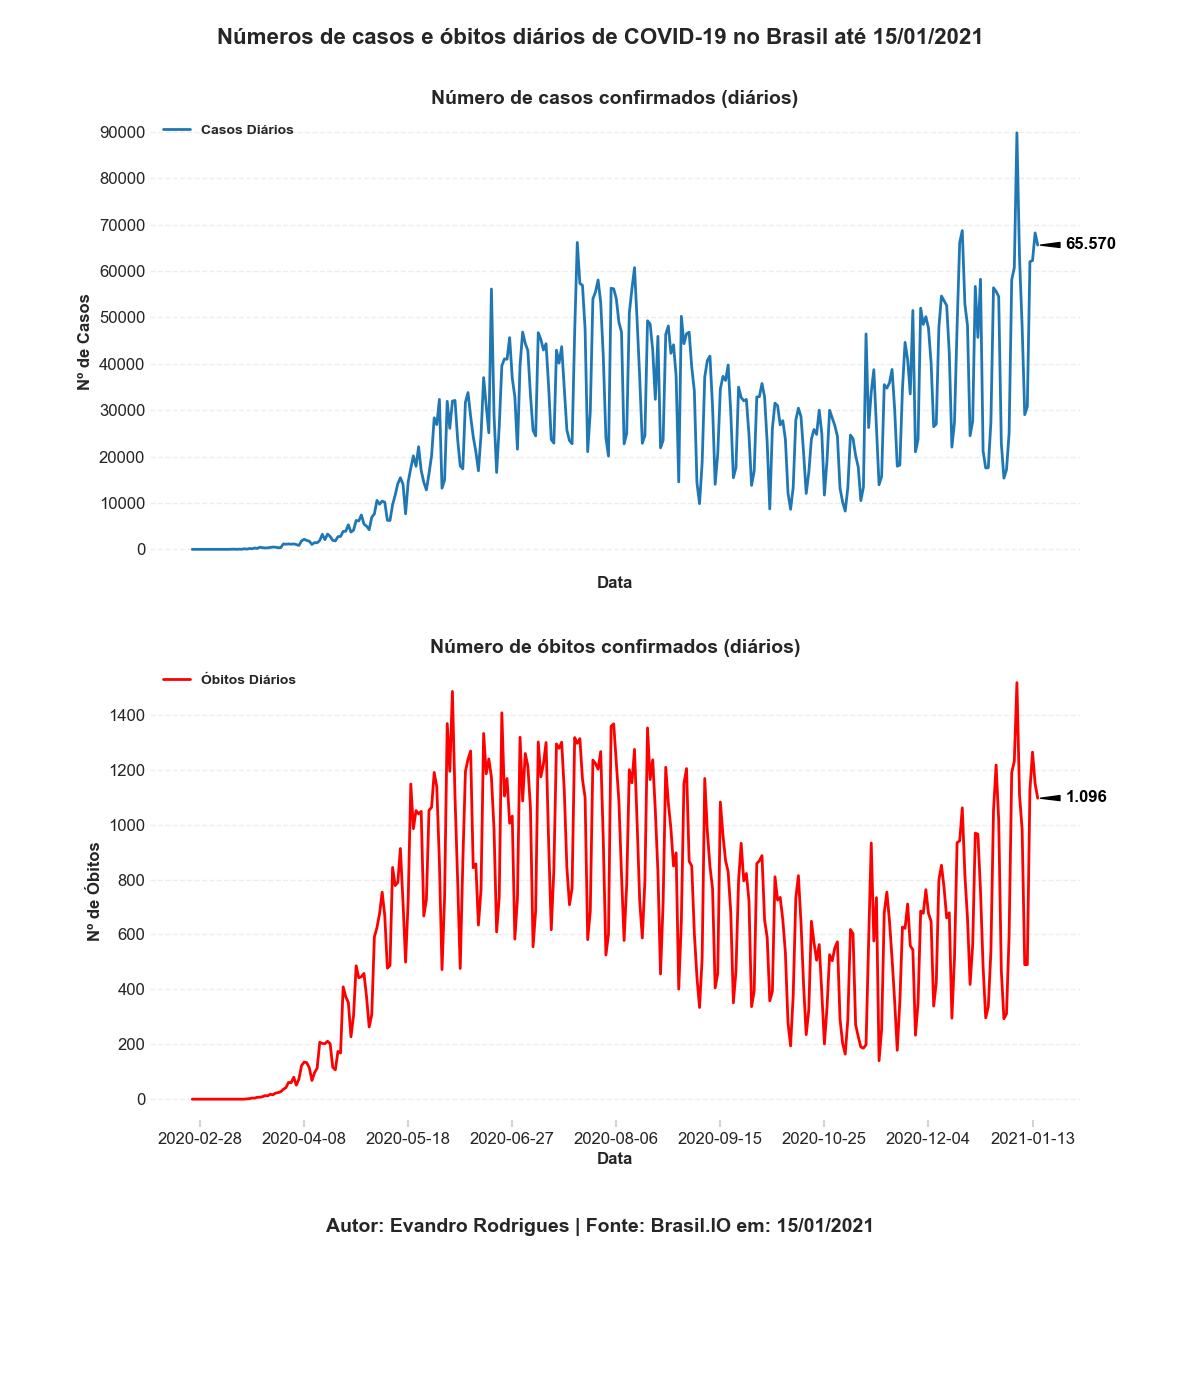 Números de casos e óbitos diários de COVID-19 no Brasil até 15/01/2021
Número de casos confirmados (diários)
Casos Diários
90000
80000
70000
60000
50000
40000
30000
20000
10000
0
65.570
Nº de Casos
Data
Número de óbitos confirmados (diários)
Óbitos Diários
1400
1200
1000
800
600
400
200
0
1.096
Nº de Óbitos
2020-02-28 2020-04-08 2020-05-18 2020-06-27 2020-08-06 2020-09-15 2020-10-25 2020-12-04 2021-01-13
Data
Autor: Evandro Rodrigues | Fonte: Brasil.IO em: 15/01/2021